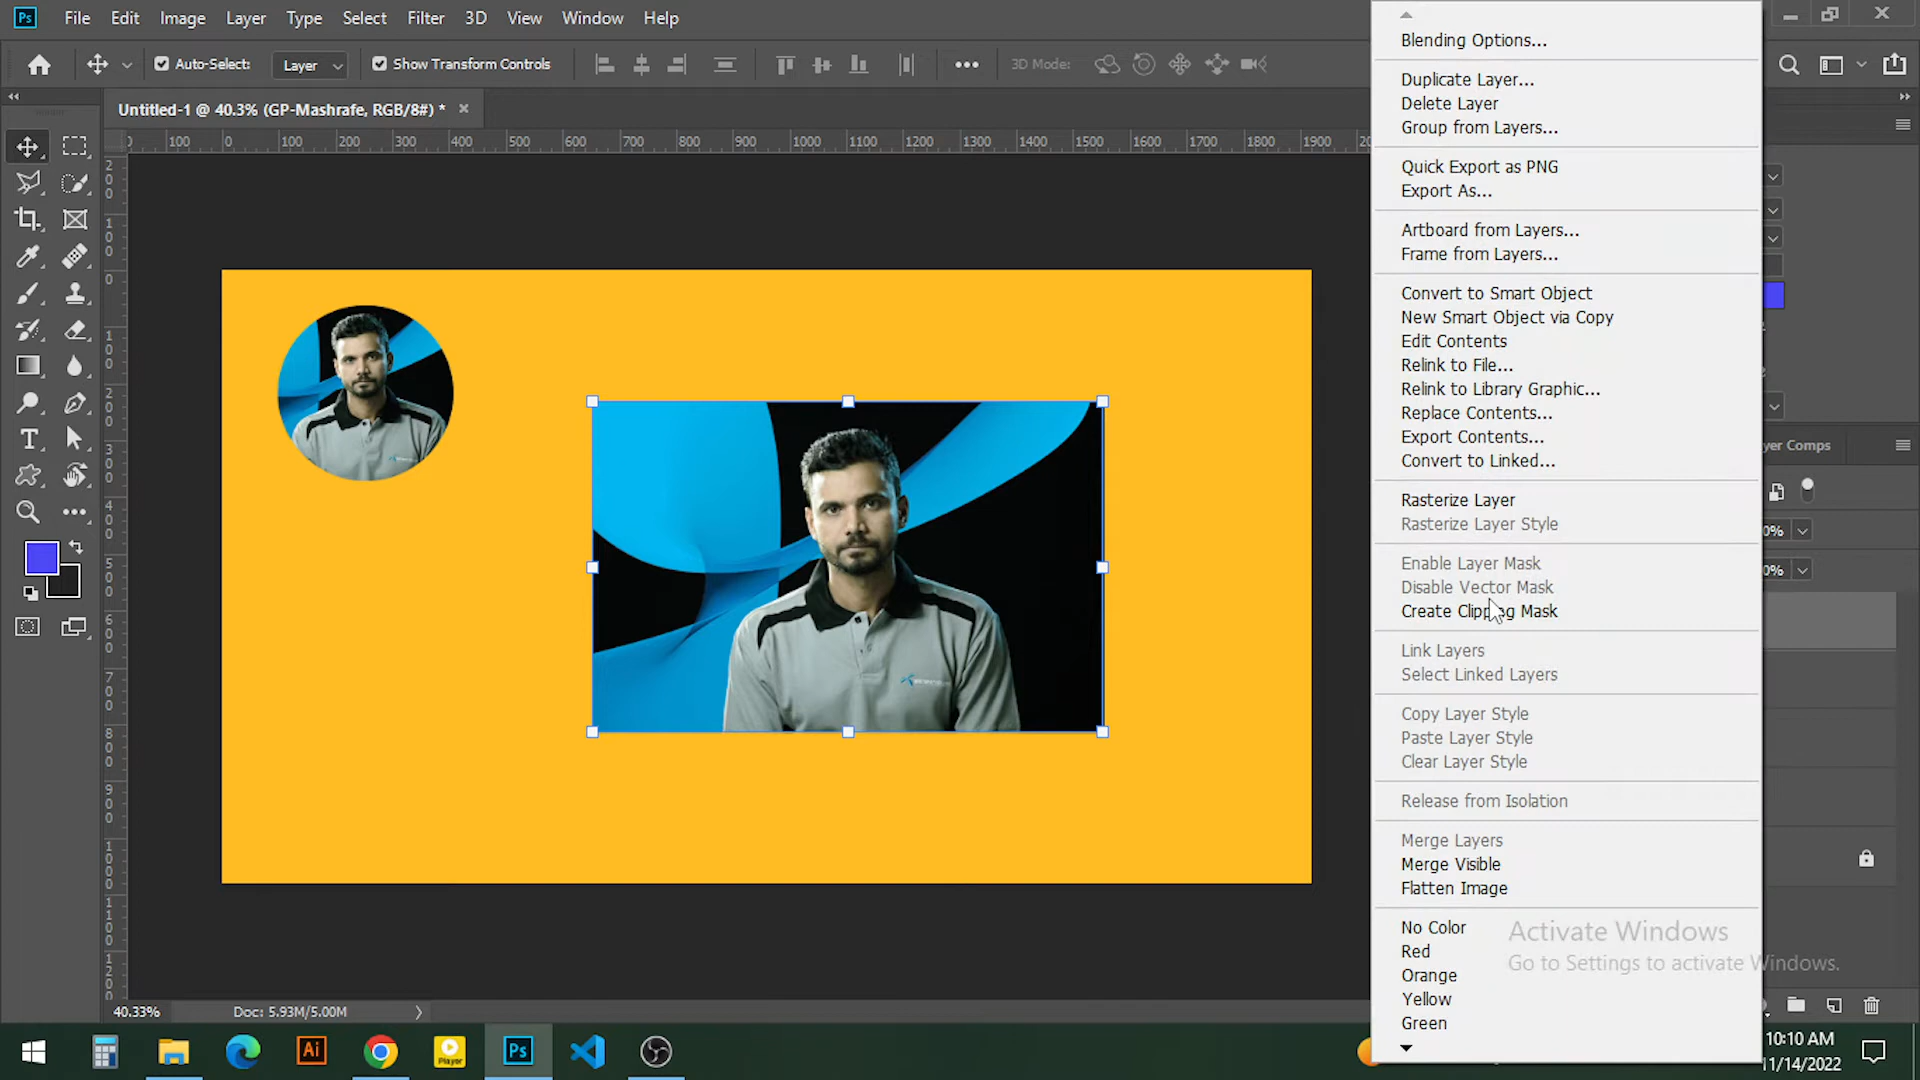 File Edit Image Layer Type Select Filter 3D View Window Help
Auto-Select: Layer Show Transform Controls 3D Mode:
Untitled-1 @ 40.3% (GP-Mashrafe, RGB/8#) *
100 0 100 200 300 400 500 600 700 800 900 1000 1100 1200 1300 1400 1500 1600 1700 1800 1900
Blending Options...
Duplicate Layer...
Delete Layer
Group from Layers...
Quick Export as PNG
Export As...
Artboard from Layers...
Frame from Layers...
Convert to Smart Object
New Smart Object via Copy
Edit Contents
Relink to File...
Relink to Library Graphic...
Replace Contents...
Export Contents...
Convert to Linked...
Rasterize Layer
Rasterize Layer Style
Enable Layer Mask
Disable Vector Mask
Create Clipping Mask
Link Layers
Select Linked Layers
Copy Layer Style
Paste Layer Style
Clear Layer Style
Release from Isolation
Merge Layers
Merge Visible
Flatten Image
No Color
Red
Orange
Yellow
Green
yer Comps
0%
0%
Activate Windows
Go to Settings to activate Windows.
40.33% Doc: 5.93M/5.00M
Ps
Ai
Player
Ps
10:10 AM
11/14/2022